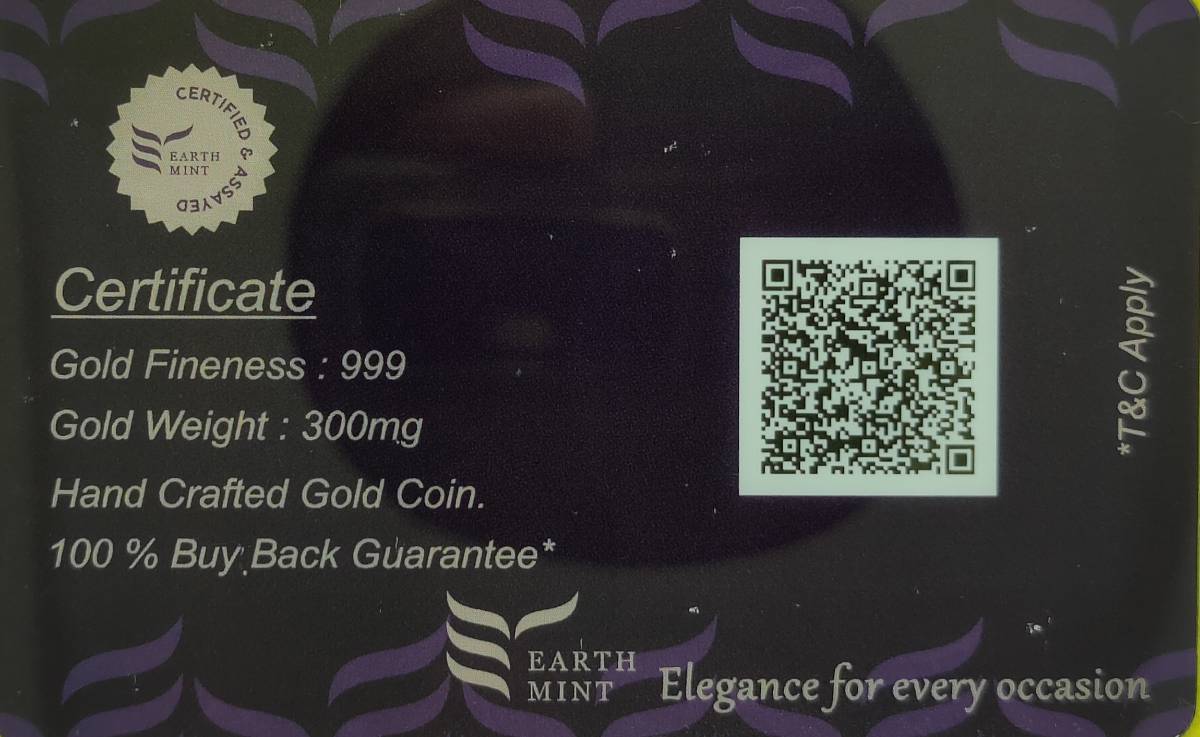 CERTIFIED & ASSAYED
EARTH
MINT
Certificate
Gold Fineness : 999
Gold Weight : 300mg
Hand Crafted Gold Coin.
100 % Buy Back Guarantee*
*T&C Apply
EARTH
MINT
Elegance for every occasion